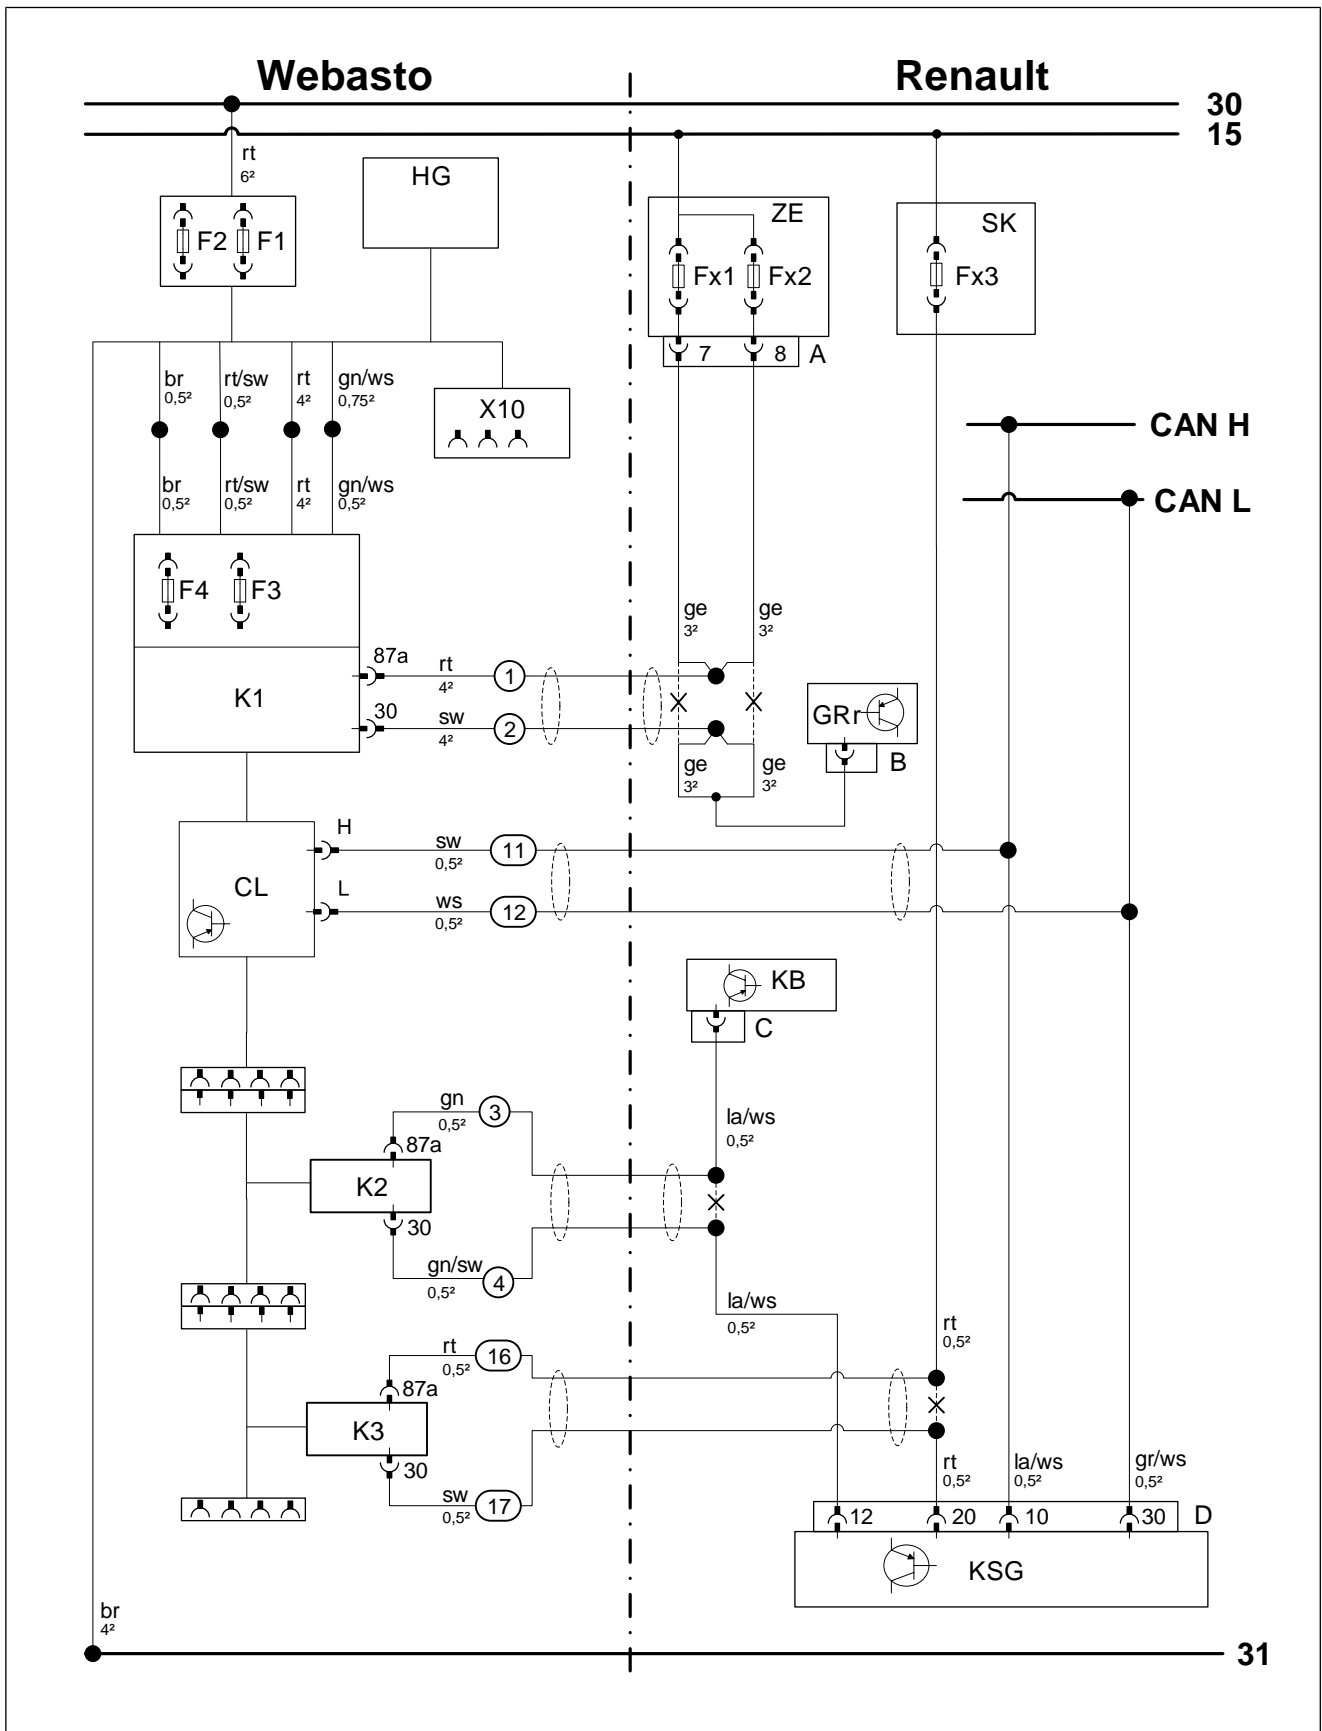 Webasto
Renault
30
15
rt
6²
HG
ZE
SK
F2
F1
Fx1
Fx2
Fx3
7
8
A
br
0,5²
rt/sw
0,5²
rt
4²
gn/ws
0,75²
X10
CAN H
br
0,5²
rt/sw
0,5²
rt
4²
gn/ws
0,5²
CAN L
F4
F3
ge
3²
ge
3²
87a
rt
4²
1
K1
30
sw
4²
2
GRr
B
ge
3²
ge
3²
H
sw
0,5²
11
CL
L
ws
0,5²
12
KB
C
gn
0,5²
3
la/ws
0,5²
87a
K2
30
gn/sw
0,5²
4
la/ws
0,5²
rt
0,5²
rt
0,5²
16
87a
K3
30
sw
0,5²
17
rt
0,5²
la/ws
0,5²
gr/ws
0,5²
12
20
10
30
D
KSG
br
4²
31